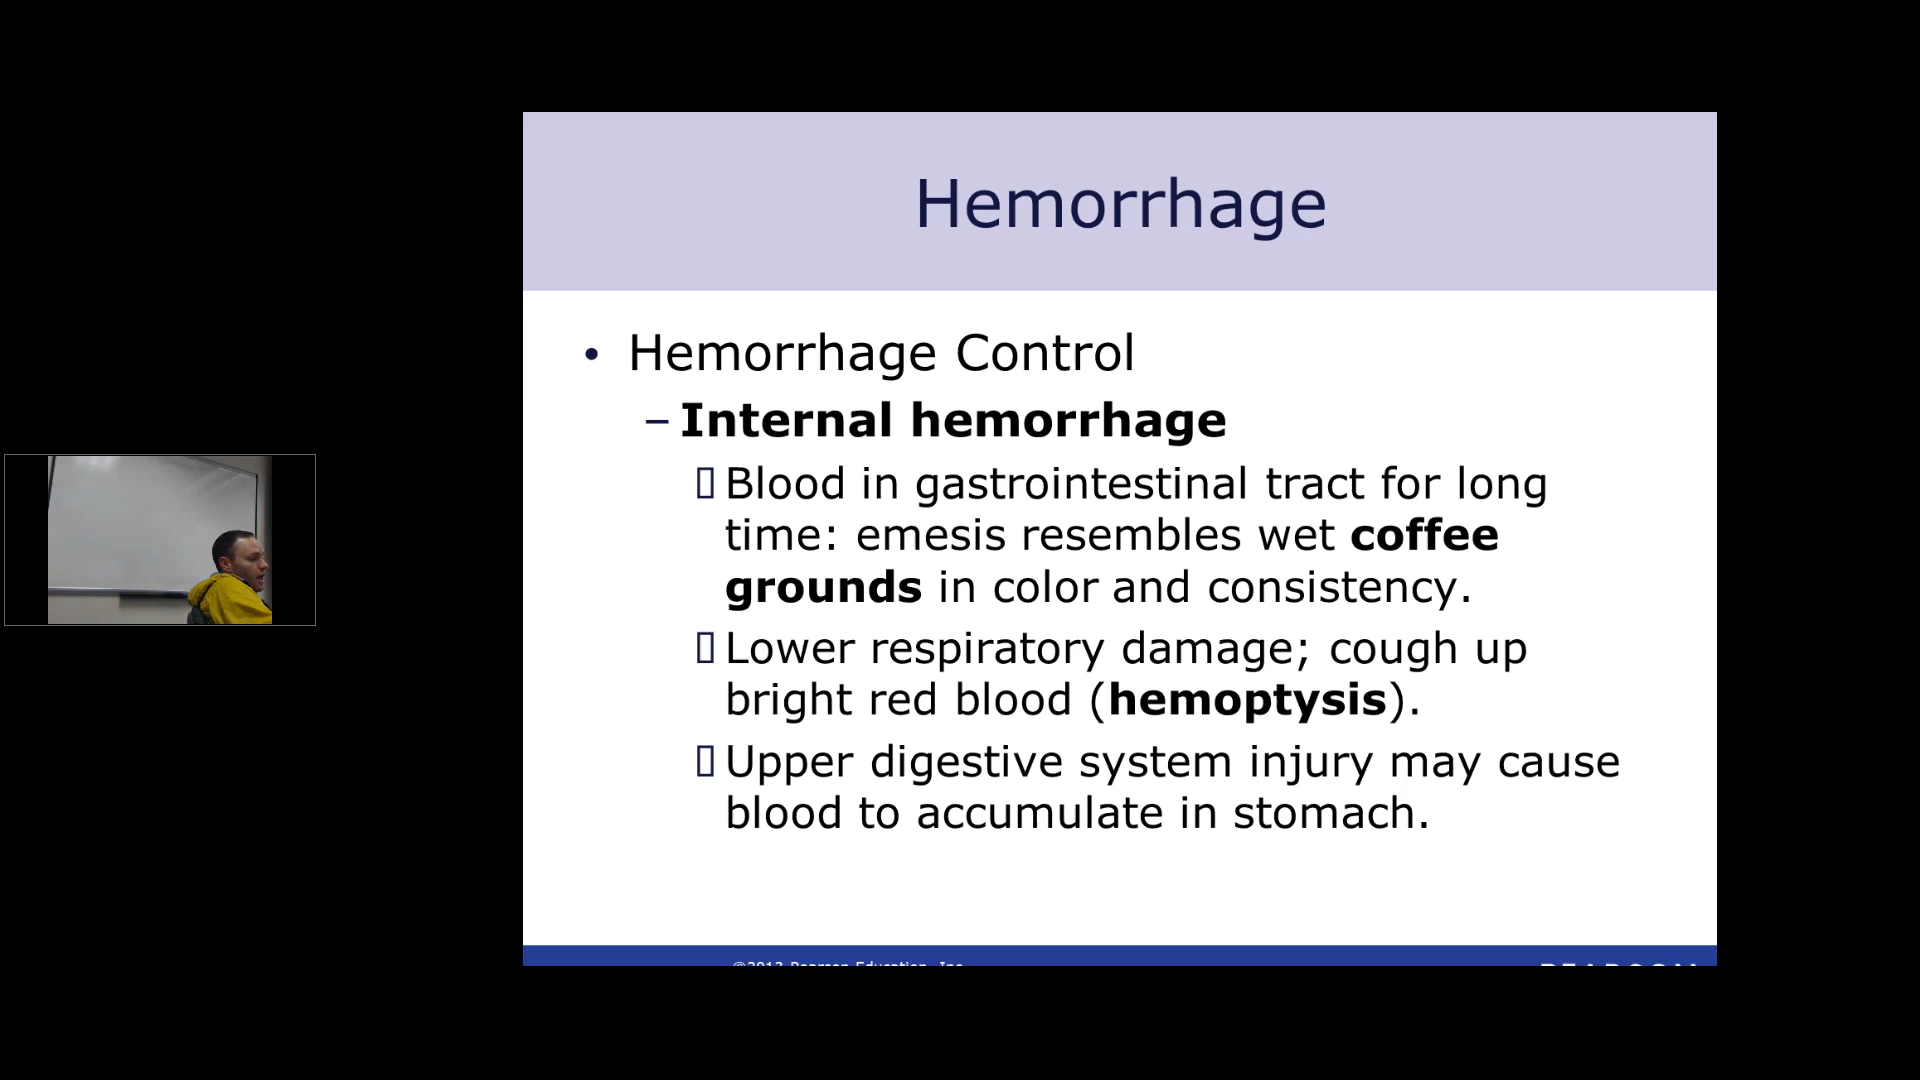 Hemorrhage
• Hemorrhage Control
– Internal hemorrhage
Blood in gastrointestinal tract for long
time: emesis resembles wet coffee
grounds in color and consistency.
Lower respiratory damage; cough up
bright red blood (hemoptysis).
Upper digestive system injury may cause
blood to accumulate in stomach.
©2013 Pearson Education, Inc.
PEARSON